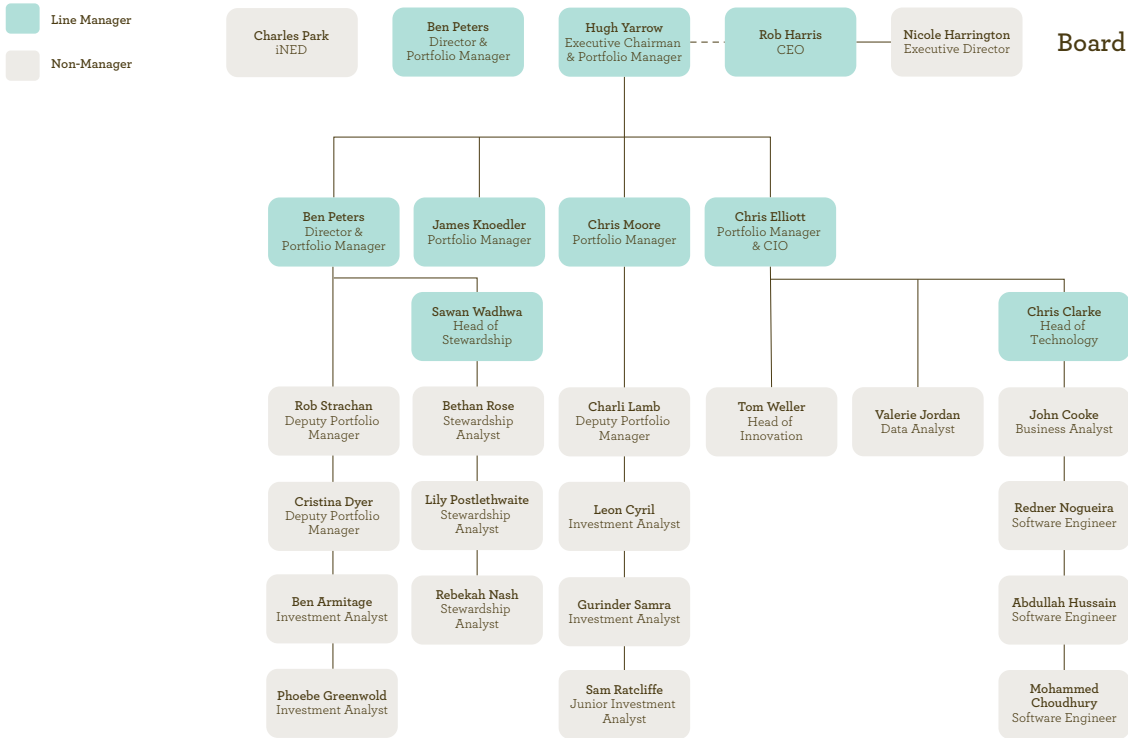 Line Manager
Non-Manager
Charles Park
iNED
Ben Peters
Director &
Portfolio Manager
Hugh Yarrow
Executive Chairman
& Portfolio Manager
Rob Harris
CEO
Nicole Harrington
Executive Director
Board
Ben Peters
Director &
Portfolio Manager
James Knoedler
Portfolio Manager
Chris Moore
Portfolio Manager
Chris Elliott
Portfolio Manager
& CIO
Sawan Wadhwa
Head of
Stewardship
Chris Clarke
Head of
Technology
Rob Strachan
Deputy Portfolio
Manager
Bethan Rose
Stewardship
Analyst
Charli Lamb
Deputy Portfolio
Manager
Tom Weller
Head of
Innovation
Valerie Jordan
Data Analyst
John Cooke
Business Analyst
Cristina Dyer
Deputy Portfolio
Manager
Lily Postlethwaite
Stewardship
Analyst
Leon Cyril
Investment Analyst
Redner Nogueira
Software Engineer
Ben Armitage
Investment Analyst
Rebekah Nash
Stewardship
Analyst
Gurinder Samra
Investment Analyst
Abdullah Hussain
Software Engineer
Phoebe Greenwold
Investment Analyst
Sam Ratcliffe
Junior Investment
Analyst
Mohammed
Choudhury
Software Engineer